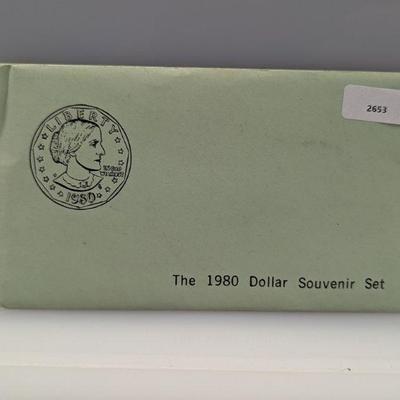 2653
LIBERTY
IN GOD
WE TRUST
1980
The 1980 Dollar Souvenir Set